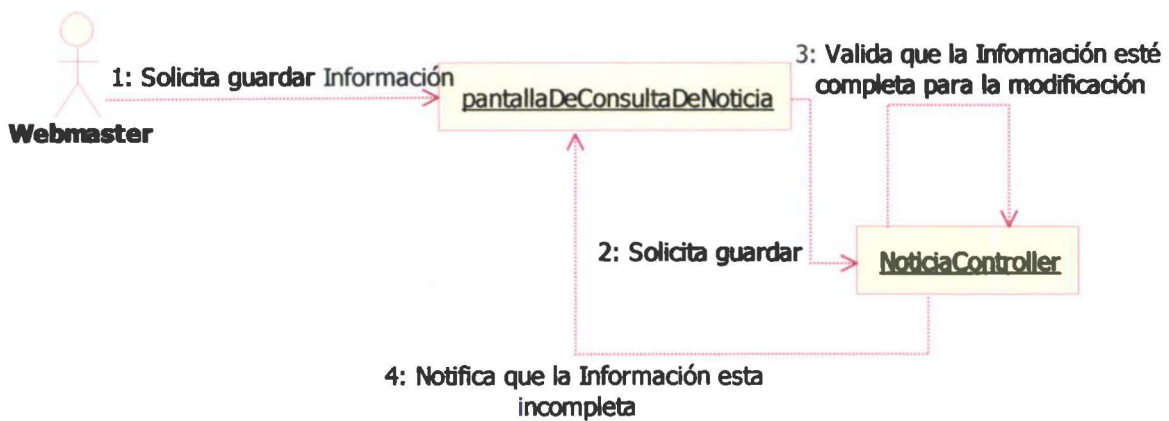 1: Solicita guardar Información
Webmaster
pantallaDeConsultaDeNoticia
3: Valida que la Información esté
completa para la modificación
2: Solicita guardar
NoticiaController
4: Notifica que la Información esta
incompleta